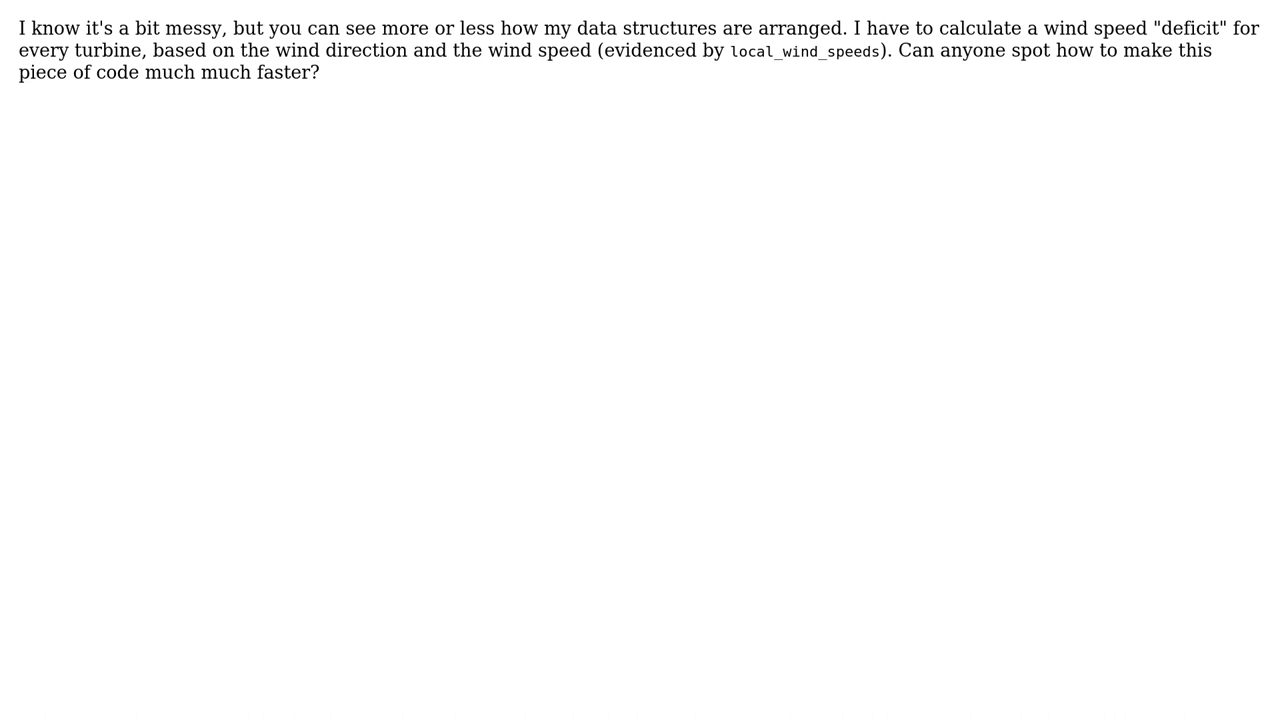 I know it's a bit messy, but you can see more or less how my data structures are arranged. I have to calculate a wind speed "deficit" for
every turbine, based on the wind direction and the wind speed (evidenced by local_wind_speeds). Can anyone spot how to make this
piece of code much much faster?